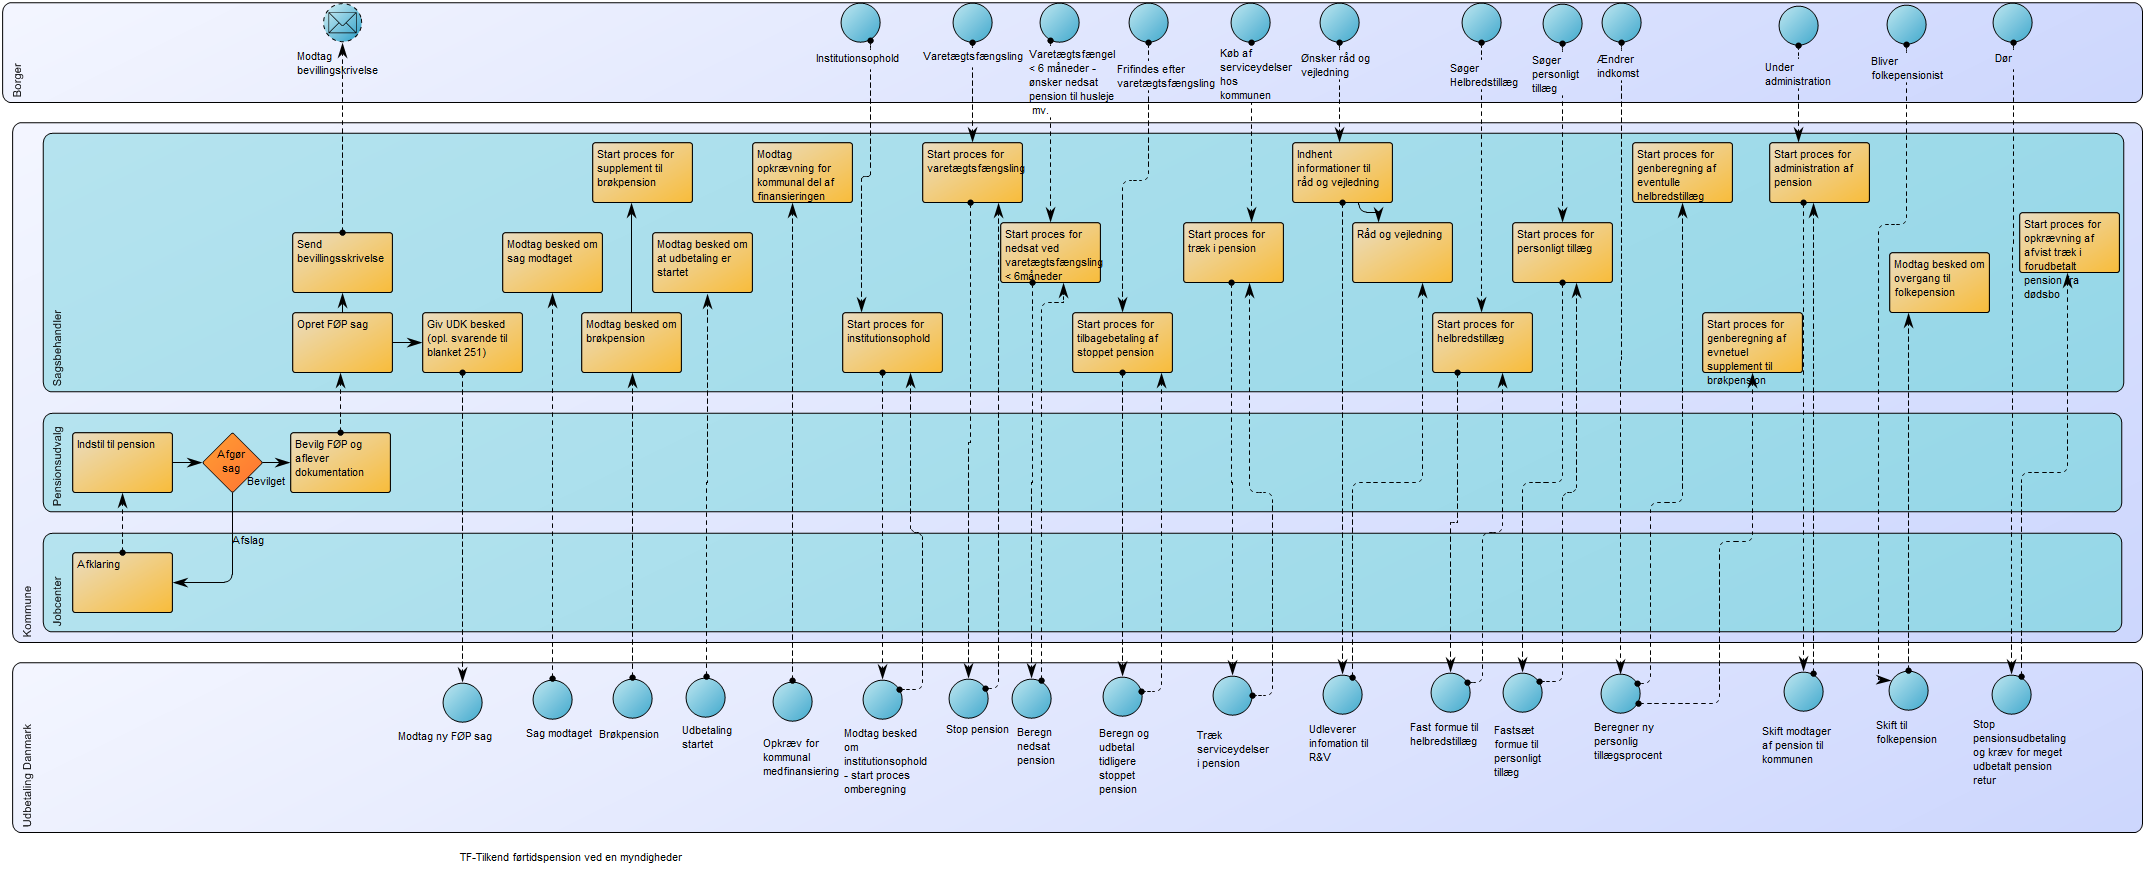 Borger
Modtag
bevillingskrivelse
Institutionsophold
Varetægtsfængsling
Varetægtsfængel
< 6 måneder -
ønsker nedsat
pension til husleje
mv.
Frifindes efter
varetægtsfængsling
Køb af
serviceydelser
hos
kommunen
Ønsker råd og
vejledning
Søger
Helbredstillæg
Søger
personligt
tillæg
Ændrer
indkomst
Under
administration
Bliver
folkepensionist
Dør
Kommune
Sagsbehandler
Send
bevillingsskrivelse
Opret FØP sag
Giv UDK besked
(opl. svarende til
blanket 251)
Modtag besked om
sag modtaget
Start proces for
supplement til
brøkpension
Modtag besked om
brøkpension
Modtag besked om
at udbetaling er
startet
Modtag
opkrævning for
kommunal del af
finansieringen
Start proces for
institutionsophold
Start proces for
varetægtsfængsling
Start proces for
nedsat ved
varetægtsfængsling
< 6måneder
Start proces for
tilbagebetaling af
stoppet pension
Start proces for
træk i pension
Indhent
informationer til
råd og vejledning
Råd og vejledning
Start proces for
helbredstillæg
Start proces for
personligt tillæg
Start proces for
genberegning af
eventulle
helbredstillæg
Start proces for
genberegning af
evnetuel
supplement til
brøkpension
Start proces for
administration af
pension
Modtag besked om
overgang til
folkepension
Start proces for
opkrævning af
afvist træk i
forudbetalt
pension fra
dødsbo
Pensionsudvalg
Indstil til pension
Afgør
sag
Bevilget
Bevilg FØP og
aflever
dokumentation
Afslag
Jobcenter
Afklaring
Udbetaling Danmark
Modtag ny FØP sag
Sag modtaget
Brøkpension
Udbetaling
startet
Opkræv for
kommunal
medfinansiering
Modtag besked
om
institutionsophold
- start proces
omberegning
Stop pension
Beregn
nedsat
pension
Beregn og
udbetal
tidligere
stoppet
pension
Træk
serviceydelser
i pension
Udleverer
infomation til
R&V
Fast formue til
helbredstillæg
Fastsæt
formue til
personligt
tillæg
Beregner ny
personlig
tillægsprocent
Skift modtager
af pension til
kommunen
Skift til
folkepension
Stop
pensionsudbetaling
og kræv for meget
udbetalt pension
retur
TF-Tilkend førtidspension ved en myndigheder